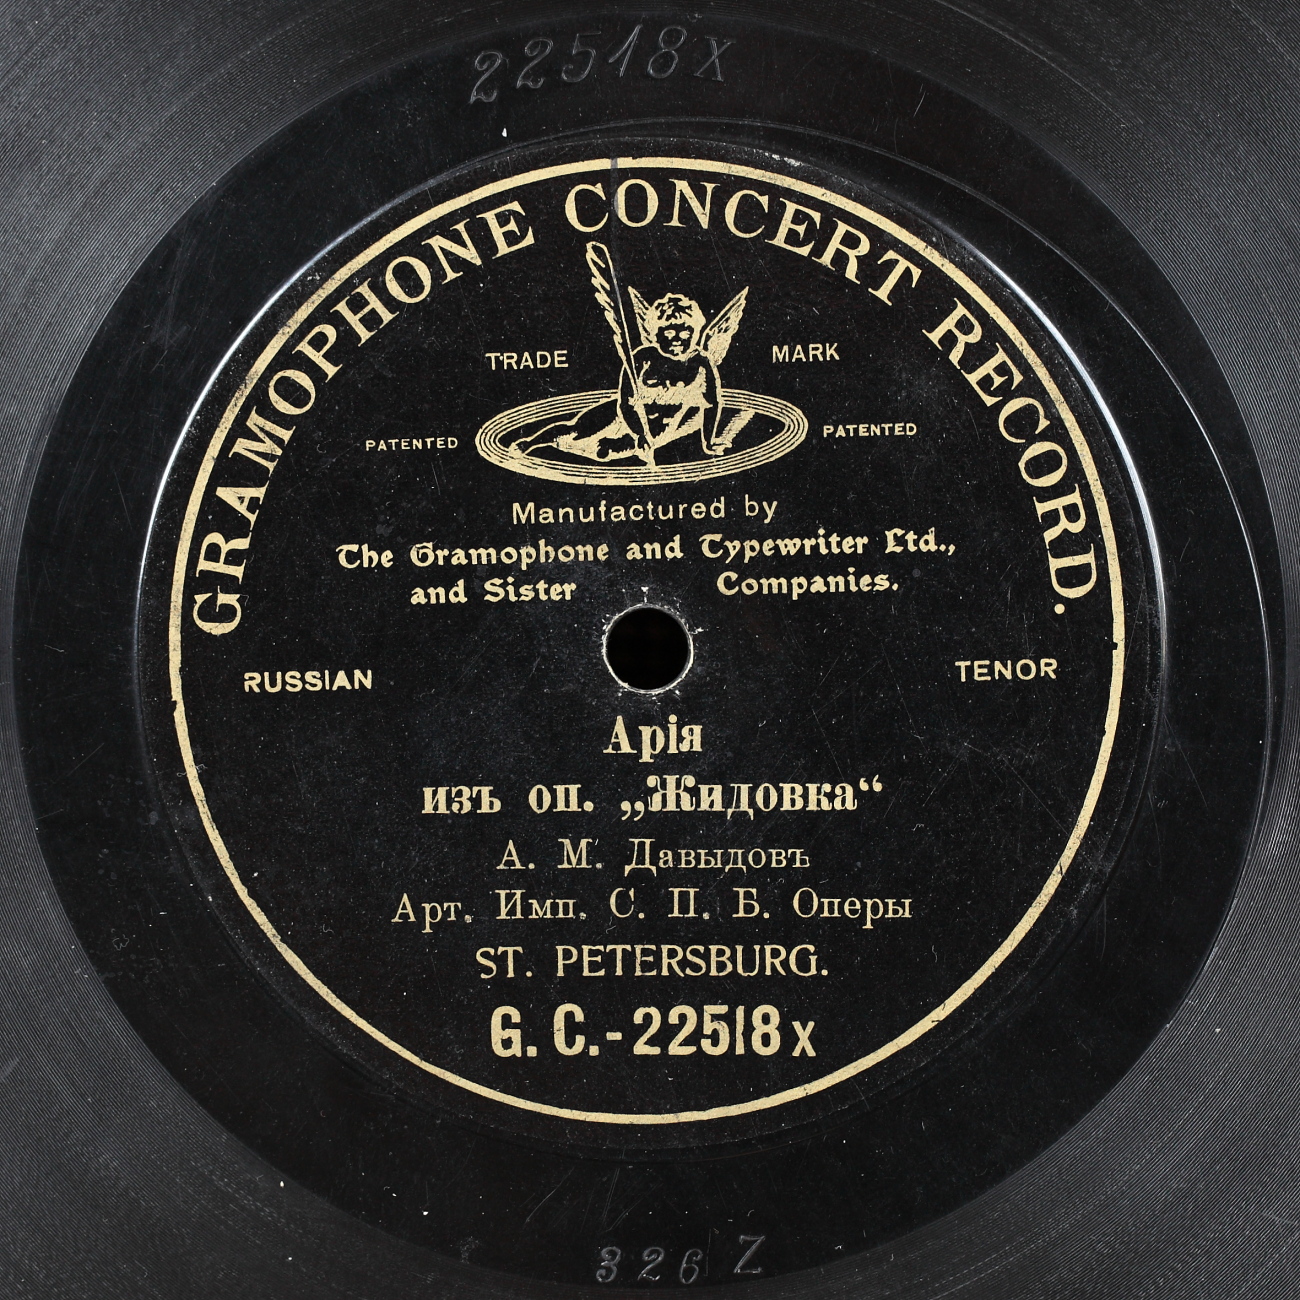 22518x
GRAMOPHONE CONCERT RECORD.
TRADE MARK
PATENTED PATENTED
Manufactured by
The Gramophone and Typewriter Ltd.,
and Sister Companies.
RUSSIAN TENOR
Арія
изъ оп. „Жидовка“
А. М. Давыдовъ
Арт. Имп. С. П. Б. Оперы
ST. PETERSBURG.
G. C.-22518 x
326 Z